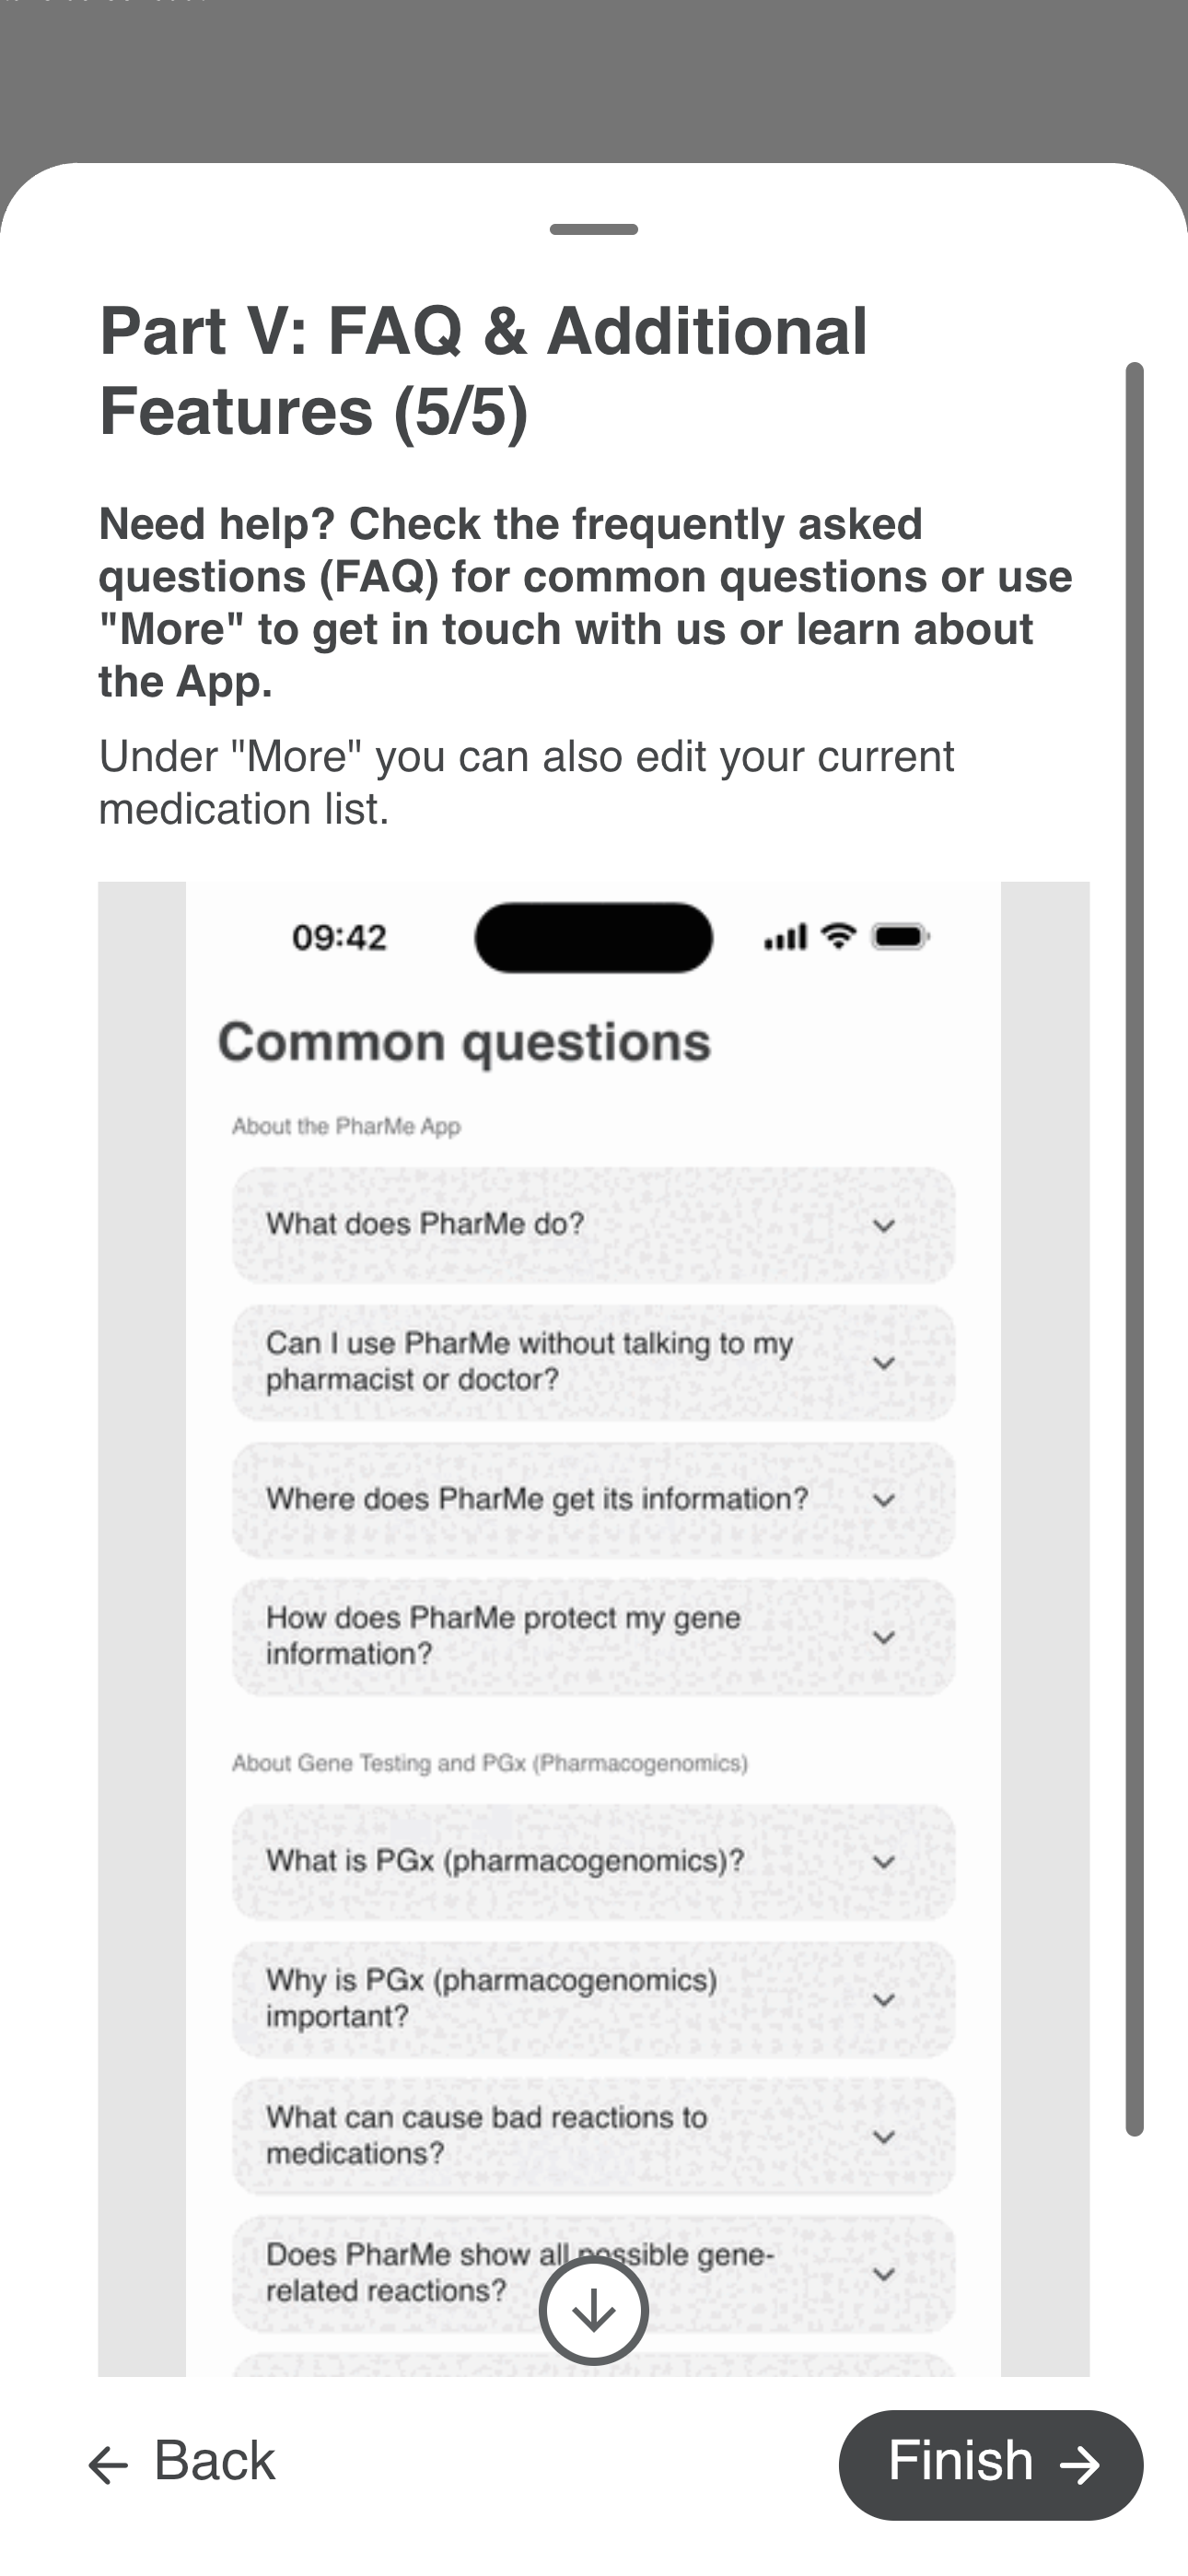 Part V: FAQ & Additional
Features (5/5)
Need help? Check the frequently asked
questions (FAQ) for common questions or use
"More" to get in touch with us or learn about
the App.
Under "More" you can also edit your current
medication list.
09:42
Common questions
About the PharMe App
What does PharMe do?
Can I use PharMe without talking to my
pharmacist or doctor?
Where does PharMe get its information?
How does PharMe protect my gene
information?
About Gene Testing and PGx (Pharmacogenomics)
What is PGx (pharmacogenomics)?
Why is PGx (pharmacogenomics)
important?
What can cause bad reactions to
medications?
Does PharMe show all possible gene-
related reactions?
Back
Finish